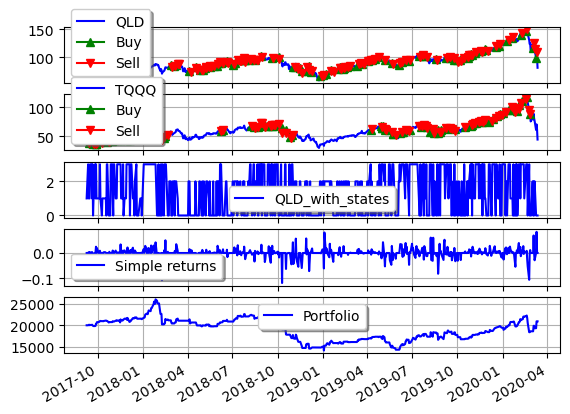 QLD
Buy
Sell
150
100
TQQQ
Buy
Sell
100
50
2
0
QLD_with_states
0.0
−0.1
Simple returns
25000
20000
15000
Portfolio
2017-10 2018-01 2018-04 2018-07 2018-10 2019-01 2019-04 2019-07 2019-10 2020-01 2020-04